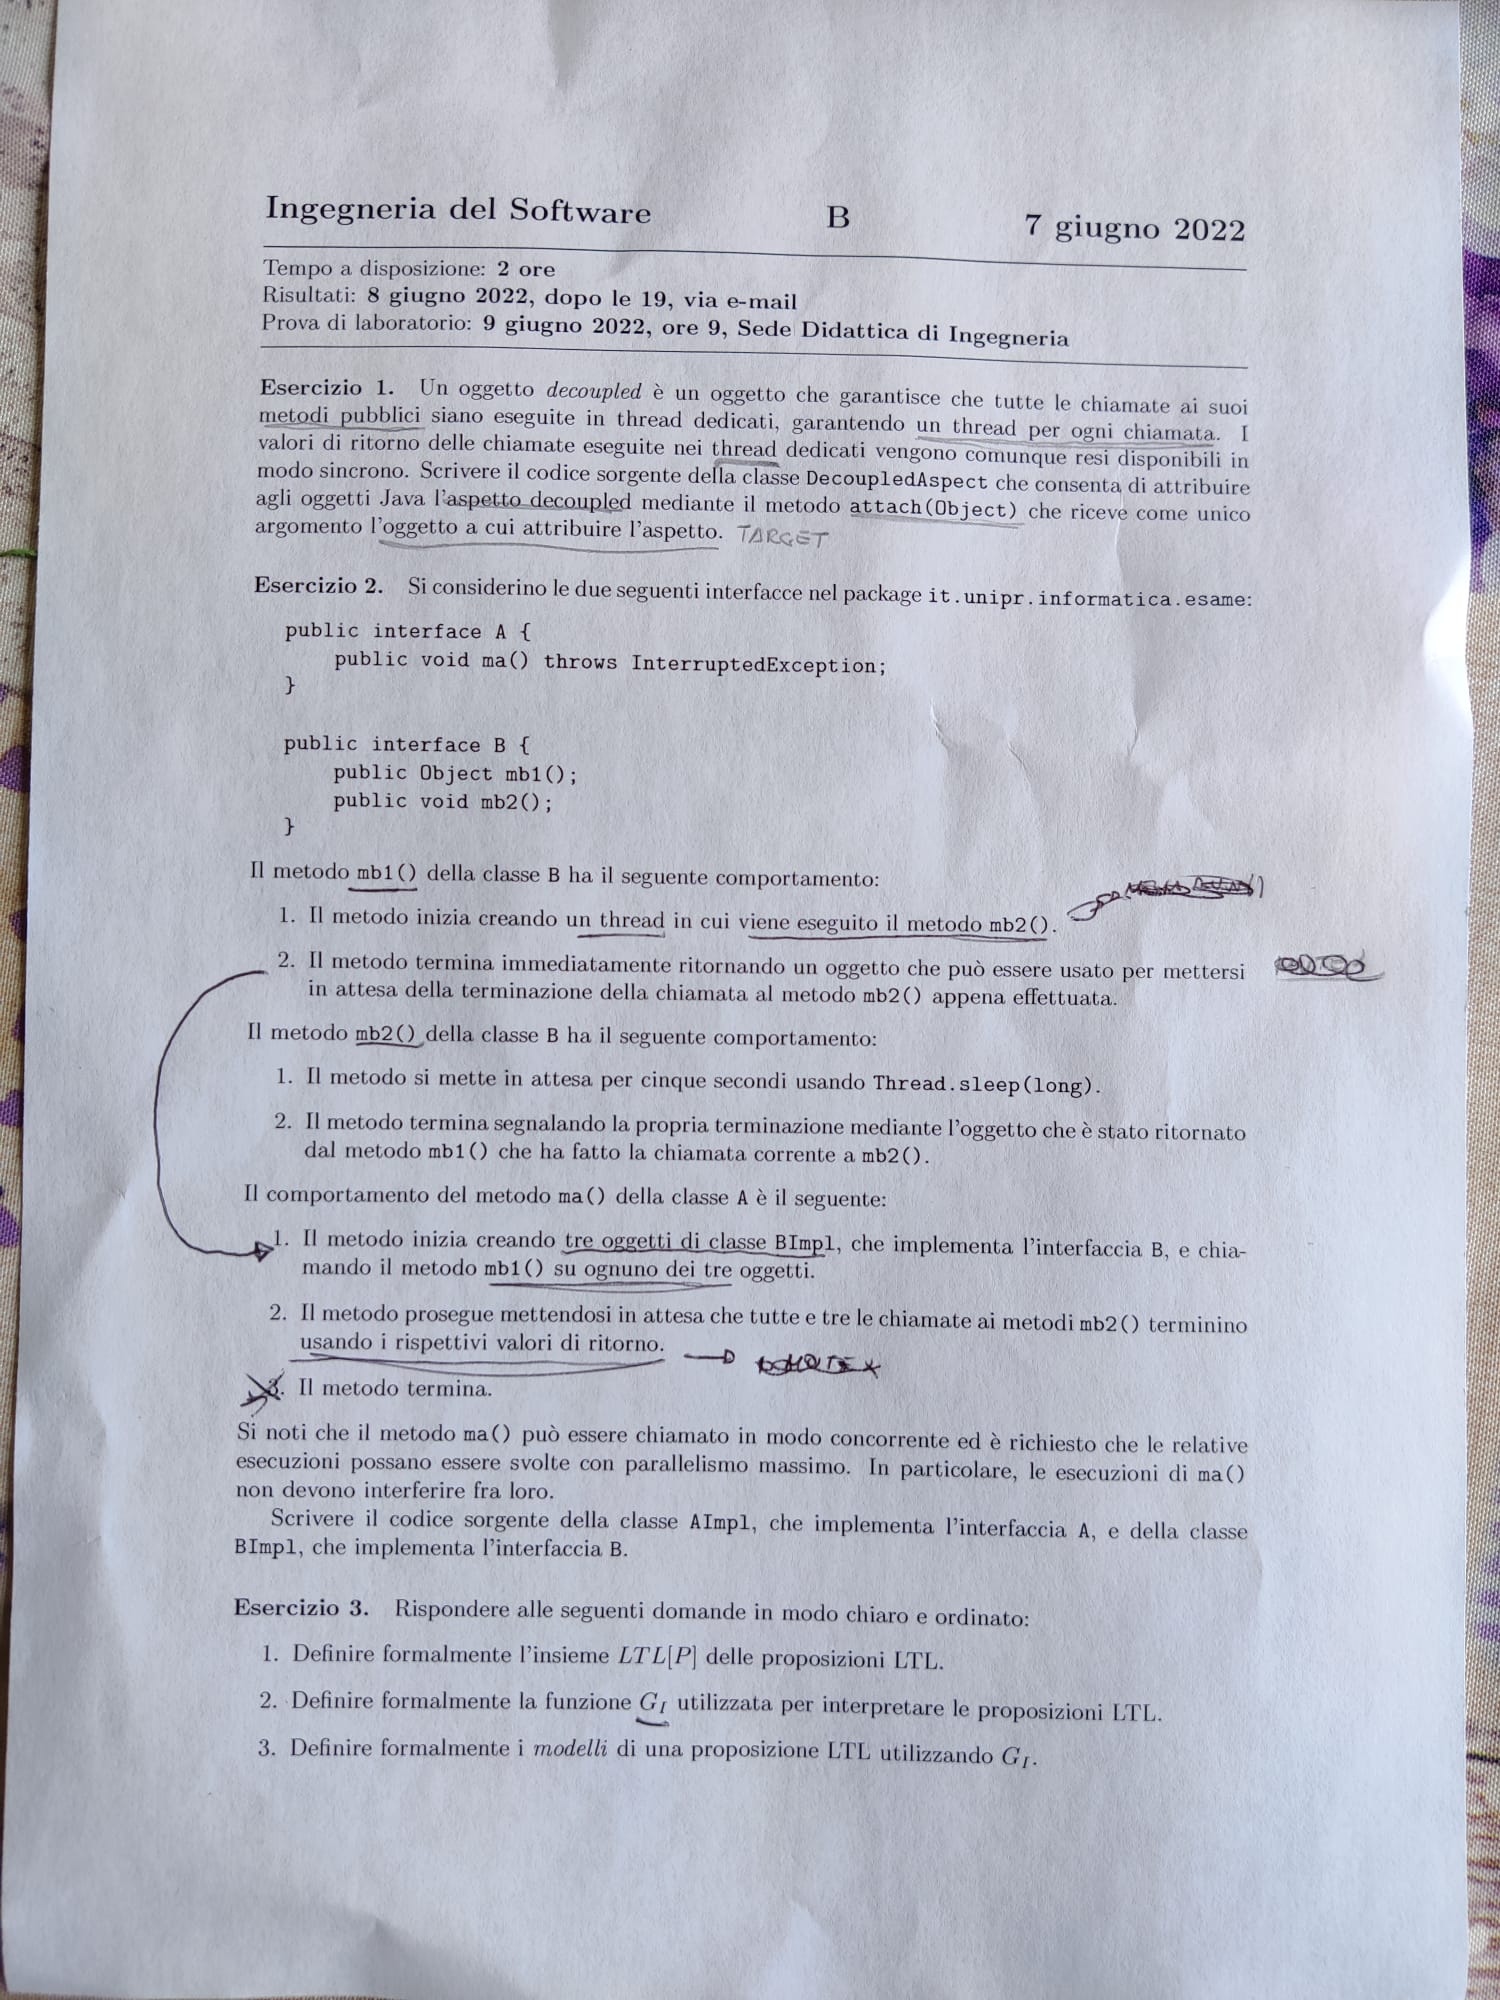 Ingegneria del Software B 7 giugno 2022
Tempo a disposizione: 2 ore
Risultati: 8 giugno 2022, dopo le 19, via e-mail
Prova di laboratorio: 9 giugno 2022, ore 9, Sede Didattica di Ingegneria
Esercizio 1. Un oggetto decoupled è un oggetto che garantisce che tutte le chiamate ai suoi
metodi pubblici siano eseguite in thread dedicati, garantendo un thread per ogni chiamata. I
valori di ritorno delle chiamate eseguite nei thread dedicati vengono comunque resi disponibili in
modo sincrono. Scrivere il codice sorgente della classe DecoupledAspect che consenta di attribuire
agli oggetti Java l'aspetto decoupled mediante il metodo attach(Object) che riceve come unico
argomento l'oggetto a cui attribuire l'aspetto. TARGET
Esercizio 2. Si considerino le due seguenti interfacce nel package it.unipr.informatica.esame:
public interface A {
public void ma() throws InterruptedException;
}
public interface B {
public Object mb1();
public void mb2();
}
Il metodo mb1() della classe B ha il seguente comportamento:
1. Il metodo inizia creando un thread in cui viene eseguito il metodo mb2().
2. Il metodo termina immediatamente ritornando un oggetto che può essere usato per mettersi
in attesa della terminazione della chiamata al metodo mb2() appena effettuata.
Il metodo mb2() della classe B ha il seguente comportamento:
1. Il metodo si mette in attesa per cinque secondi usando Thread.sleep(long).
2. Il metodo termina segnalando la propria terminazione mediante l'oggetto che è stato ritornato
dal metodo mb1() che ha fatto la chiamata corrente a mb2().
Il comportamento del metodo ma() della classe A è il seguente:
1. Il metodo inizia creando tre oggetti di classe BImpl, che implementa l'interfaccia B, e chia-
mando il metodo mb1() su ognuno dei tre oggetti.
2. Il metodo prosegue mettendosi in attesa che tutte e tre le chiamate ai metodi mb2() terminino
usando i rispettivi valori di ritorno.
3. Il metodo termina.
Si noti che il metodo ma() può essere chiamato in modo concorrente ed è richiesto che le relative
esecuzioni possano essere svolte con parallelismo massimo. In particolare, le esecuzioni di ma()
non devono interferire fra loro.
Scrivere il codice sorgente della classe AImpl, che implementa l'interfaccia A, e della classe
BImpl, che implementa l'interfaccia B.
Esercizio 3. Rispondere alle seguenti domande in modo chiaro e ordinato:
1. Definire formalmente l'insieme LTL[P] delle proposizioni LTL.
2. Definire formalmente la funzione G_I utilizzata per interpretare le proposizioni LTL.
3. Definire formalmente i modelli di una proposizione LTL utilizzando G_I.